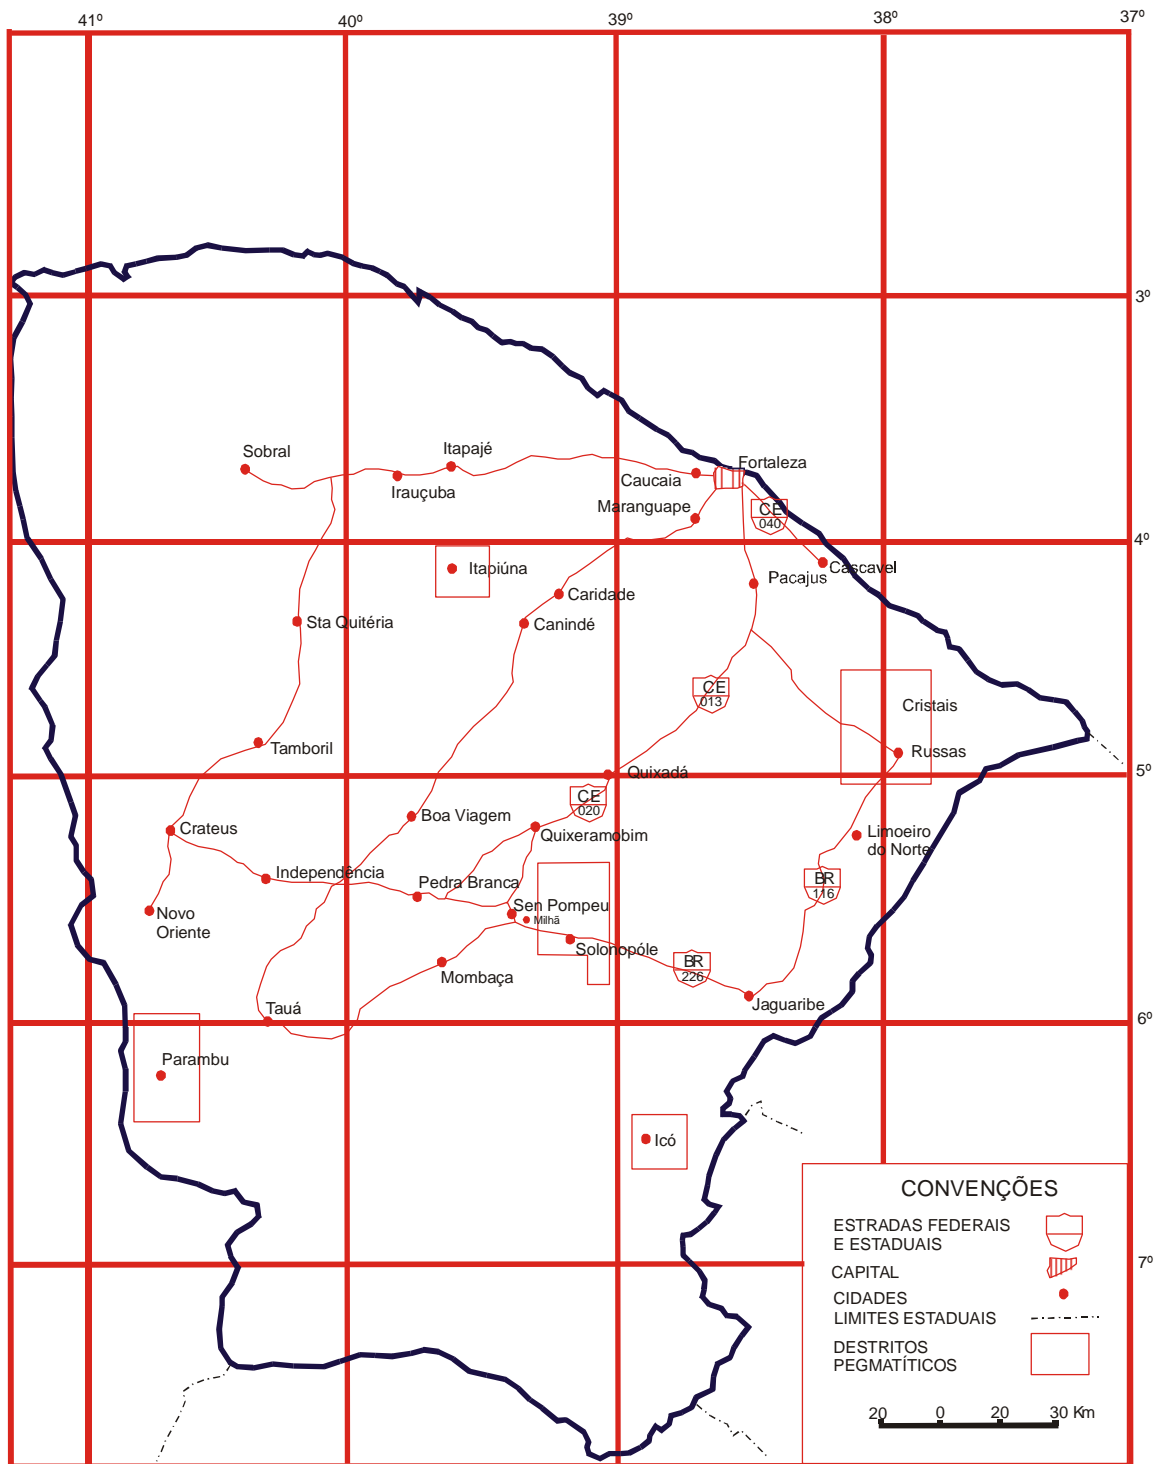 41º
40º
39º
38º
37º
3º
Sobral
Itapajé
Fortaleza
Caucaia
Irauçuba
Maranguape
CE
040
4º
Itapiúna
Cascavel
Pacajus
Caridade
Sta Quitéria
Canindé
CE
013
Cristais
Tamboril
Russas
Quixadá
5º
CE
020
Boa Viagem
Crateus
Quixeramobim
Limoeiro
do Norte
Independência
Pedra Branca
BR
116
Novo
Oriente
Sen Pompeu
Milhã
Solonopóle
BR
226
Mombaça
Jaguaribe
Tauá
6º
Parambu
Icó
CONVENÇÕES
ESTRADAS FEDERAIS
E ESTADUAIS
7º
CAPITAL
CIDADES
LIMITES ESTADUAIS
DESTRITOS
PEGMATÍTICOS
20 0 20 30 Km